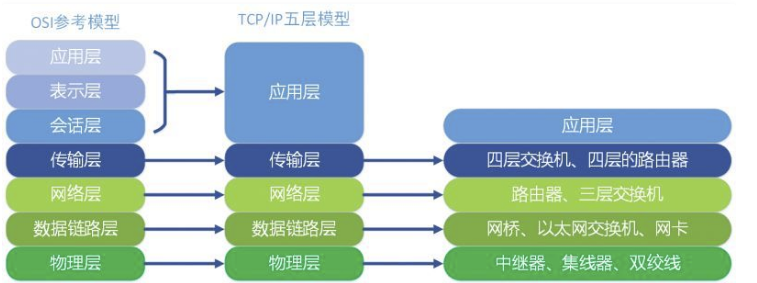 OSI参考模型
TCP/IP五层模型
应用层
表示层
应用层
会话层
应用层
传输层
传输层
四层交换机、四层的路由器
网络层
网络层
路由器、三层交换机
数据链路层
数据链路层
网桥、以太网交换机、网卡
物理层
物理层
中继器、集线器、双绞线